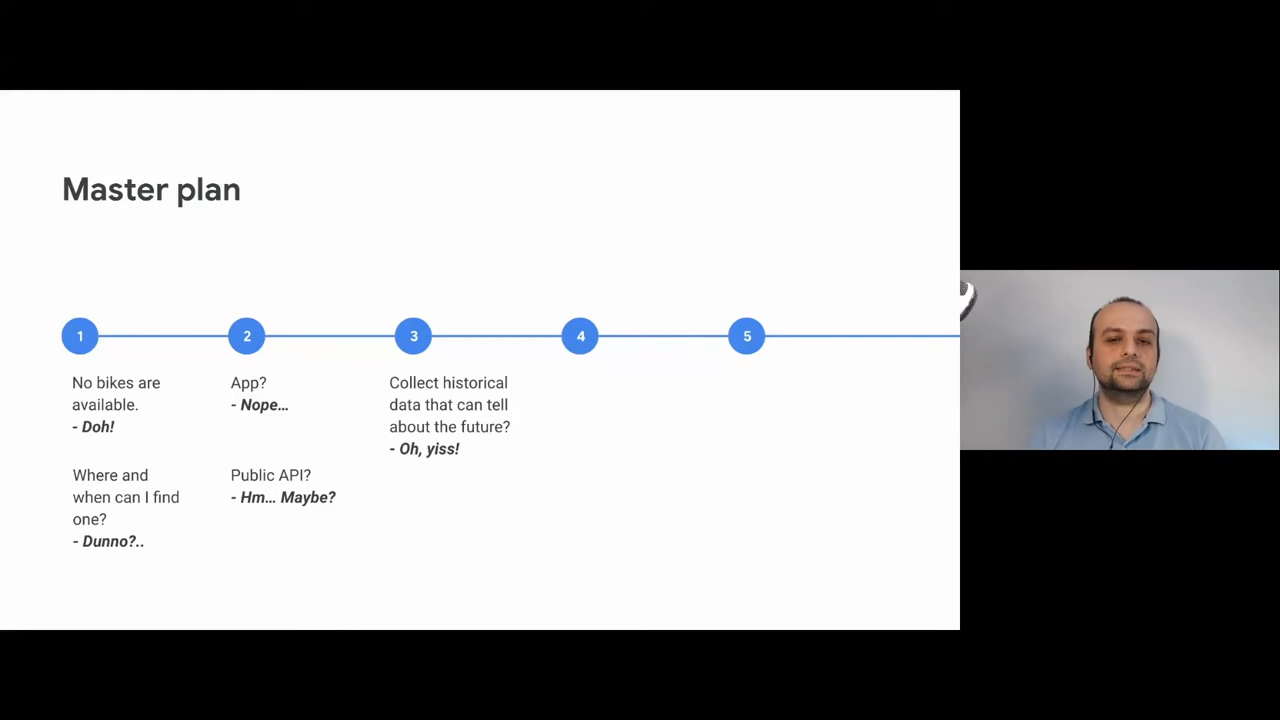 Master plan
1
2
3
4
5
No bikes are
available.
- Doh!
Where and
when can I find
one?
- Dunno?..
App?
- Nope…
Public API?
- Hm… Maybe?
Collect historical
data that can tell
about the future?
- Oh, yiss!